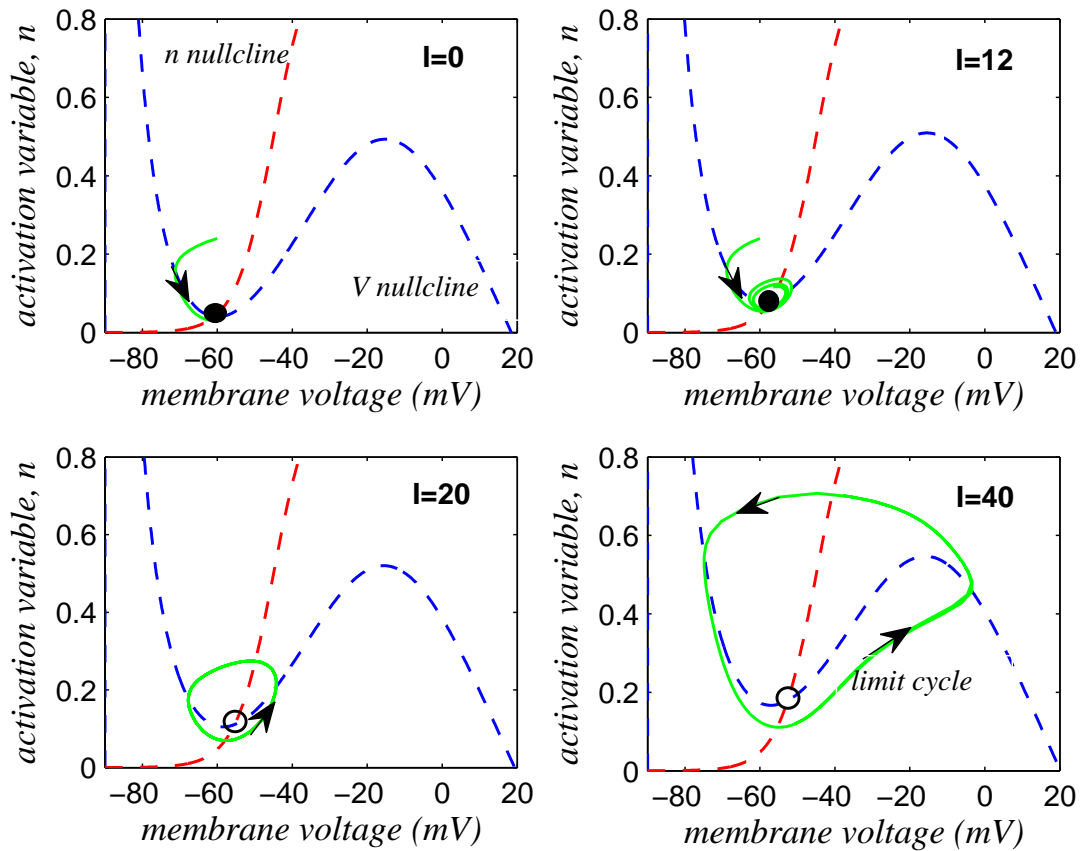 activation variable, n
0.8
0.6
0.4
0.2
0
n nullcline
I=0
V nullcline
−80 −60 −40 −20 0 20
membrane voltage (mV)
activation variable, n
0.8
0.6
0.4
0.2
0
I=12
−80 −60 −40 −20 0 20
membrane voltage (mV)
activation variable, n
0.8
0.6
0.4
0.2
0
I=20
−80 −60 −40 −20 0 20
membrane voltage (mV)
activation variable, n
0.8
0.6
0.4
0.2
0
I=40
limit cycle
−80 −60 −40 −20 0 20
membrane voltage (mV)